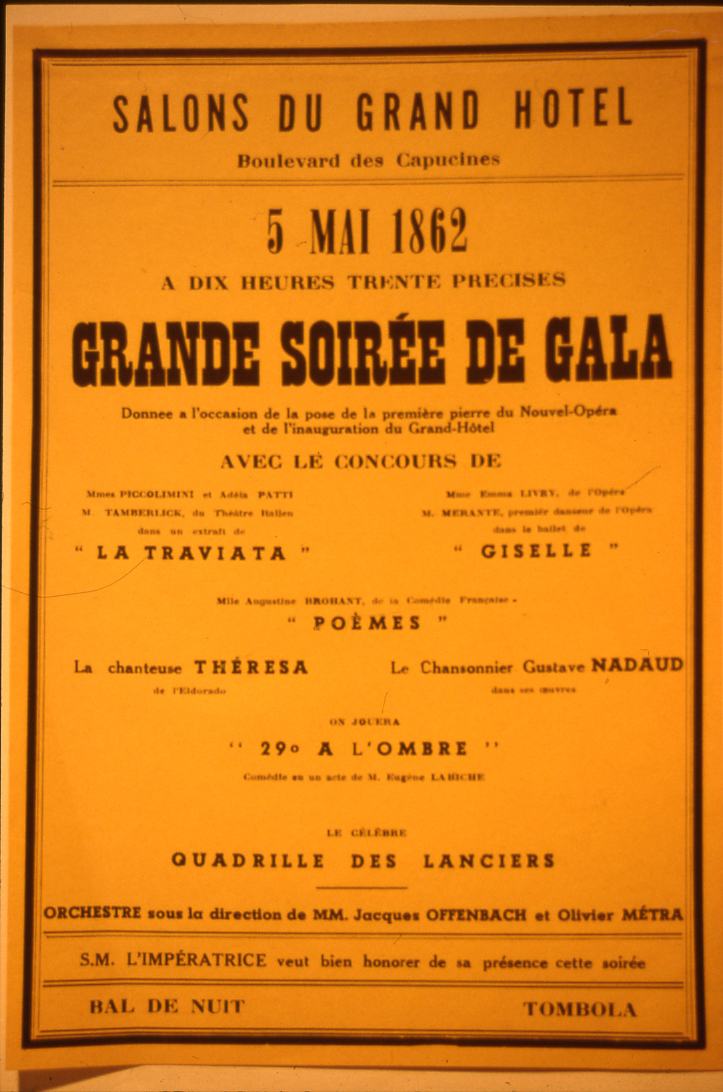 SALONS DU GRAND HOTEL
Boulevard des Capucines
5 MAI 1862
A DIX HEURES TRENTE PRECISES
GRANDE SOIRÉE DE GALA
Donnee a l'occasion de la pose de la première pierre du Nouvel-Opéra
et de l'inauguration du Grand-Hôtel
AVEC LE CONCOURS DE
Mmes PICCOLIMINI et Adéla PATTI
M. TAMBERLICK, du Théâtre Italien
dans un extrait de
" LA TRAVIATA "
Mme Emma LIVRY, de l'Opéra
M. MERANTE, premier danseur de l'Opéra
dans le ballet de
" GISELLE "
Mlle Augustine BROHANT, de la Comédie Française -
" POÈMES "
La chanteuse THÉRESA
de l'Eldorado
Le Chansonnier Gustave NADAUD
dans ses œuvres
ON JOUERA
" 29o A L'OMBRE "
Comédie en un acte de M. Eugène LABICHE
LE CÉLÈBRE
QUADRILLE DES LANCIERS
ORCHESTRE sous la direction de MM. Jacques OFFENBACH et Olivier MÉTRA
S.M. L'IMPÉRATRICE veut bien honorer de sa présence cette soirée
BAL DE NUIT
TOMBOLA